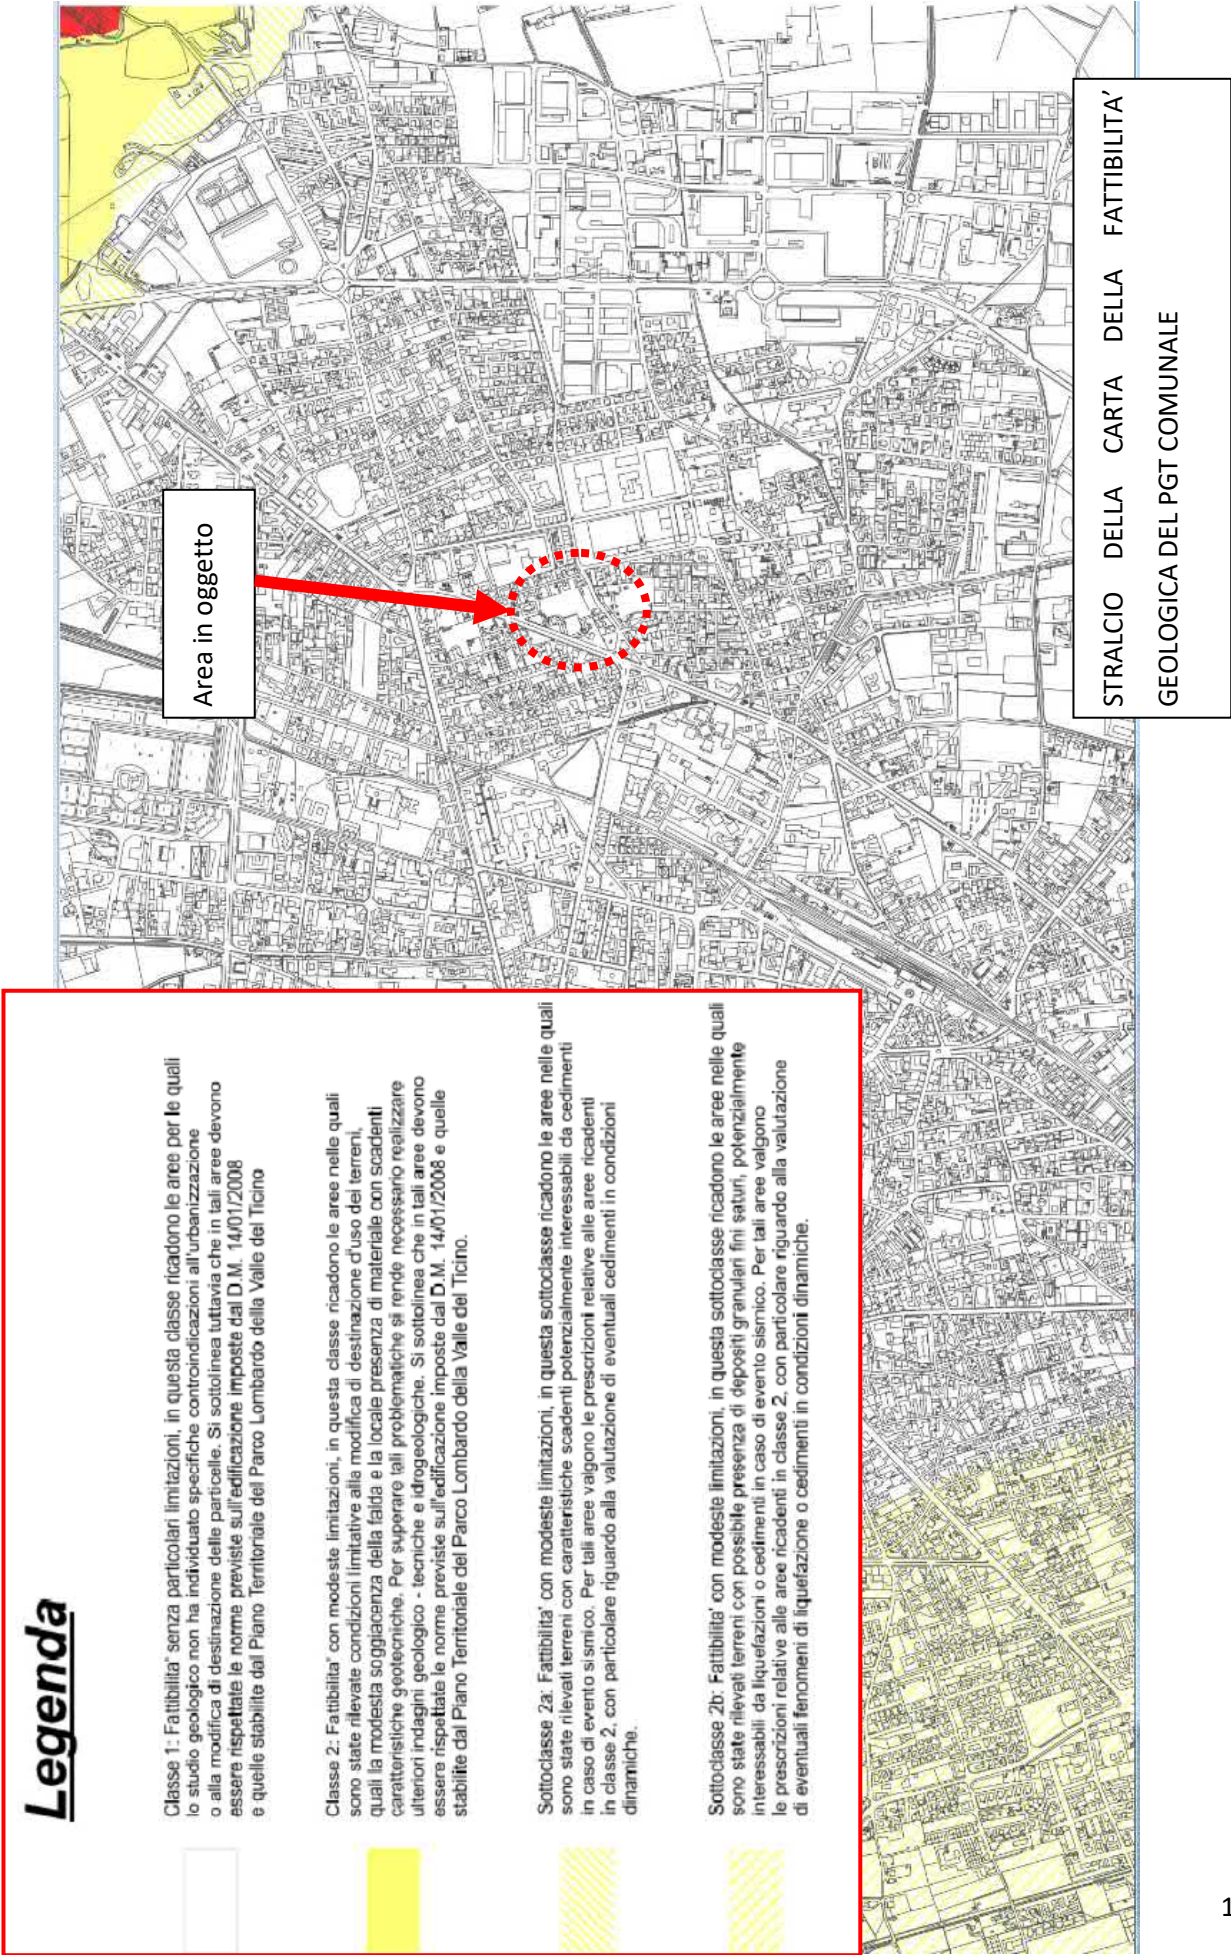 Legenda
Classe 1: Fattibilita' senza particolari limitazioni, in questa classe ricadono le aree per le quali
lo studio geologico non ha individuato specifiche controindicazioni all'urbanizzazione
o alla modifica di destinazione delle particelle. Si sottolinea tuttavia che in tali aree devono
essere rispettate le norme previste sull'edificazione imposte dal D.M. 14/01/2008
e quelle stabilite dal Piano Territoriale del Parco Lombardo della Valle del Ticino
Classe 2: Fattibilita' con modeste limitazioni, in questa classe ricadono le aree nelle quali
sono state rilevate condizioni limitative alla modifica di destinazione d'uso dei terreni,
quali la modesta soggiacenza della falda e la locale presenza di materiale con scadenti
caratteristiche geotecniche. Per superare tali problematiche si rende necessario realizzare
ulteriori indagini geologico - tecniche e idrogeologiche. Si sottolinea che in tali aree devono
essere rispettate le norme previste sull'edificazione imposte dal D.M. 14/01/2008 e quelle
stabilite dal Piano Territoriale del Parco Lombardo della Valle del Ticino.
Sottoclasse 2a: Fattibilita' con modeste limitazioni, in questa sottoclasse ricadono le aree nelle quali
sono state rilevati terreni con caratteristiche scadenti potenzialmente interessabili da cedimenti
in caso di evento sismico. Per tali aree valgono le prescrizioni relative alle aree ricadenti
in classe 2, con particolare riguardo alla valutazione di eventuali cedimenti in condizioni
dinamiche.
Sottoclasse 2b: Fattibilita' con modeste limitazioni, in questa sottoclasse ricadono le aree nelle quali
sono state rilevati terreni con possibile presenza di depositi granulari fini saturi, potenzialmente
interessabili da liquefazioni o cedimenti in caso di evento sismico. Per tali aree valgono
le prescrizioni relative alle aree ricadenti in classe 2, con particolare riguardo alla valutazione
di eventuali fenomeni di liquefazione o cedimenti in condizioni dinamiche.
Area in oggetto
STRALCIO DELLA CARTA DELLA FATTIBILITA'
GEOLOGICA DEL PGT COMUNALE
1